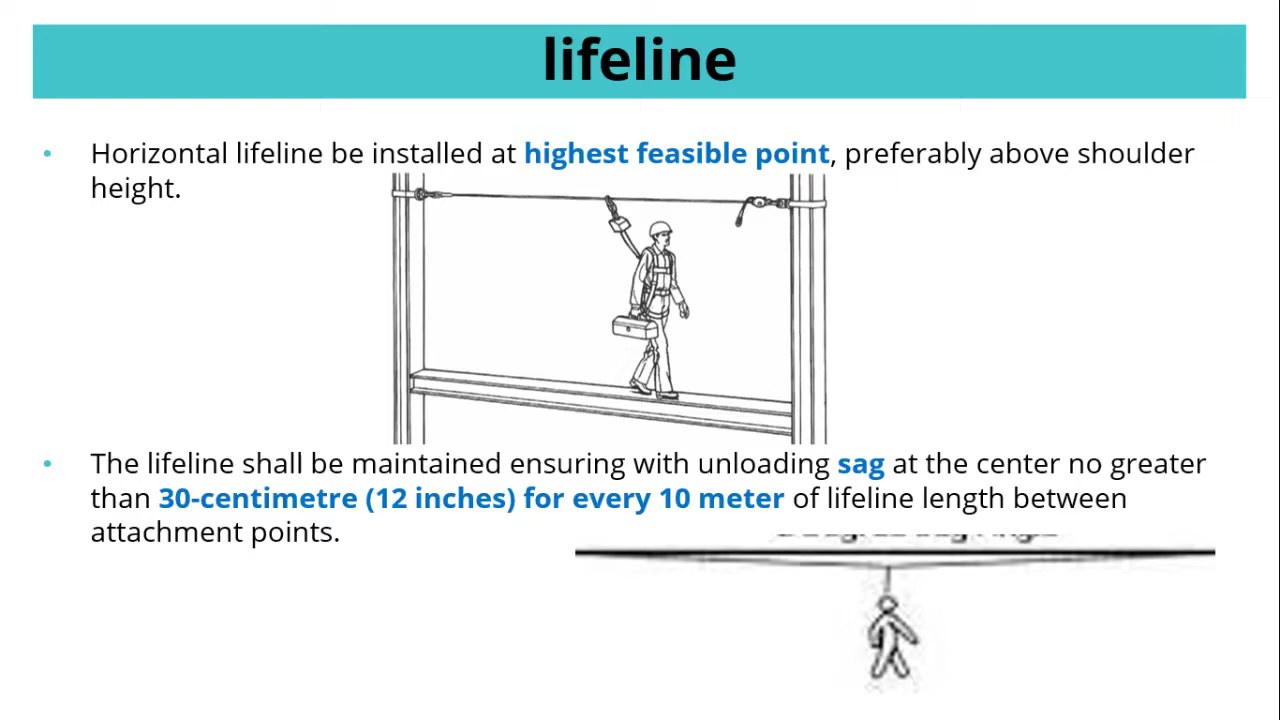 lifeline
• Horizontal lifeline be installed at highest feasible point, preferably above shoulder
height.
• The lifeline shall be maintained ensuring with unloading sag at the center no greater
than 30-centimetre (12 inches) for every 10 meter of lifeline length between
attachment points.